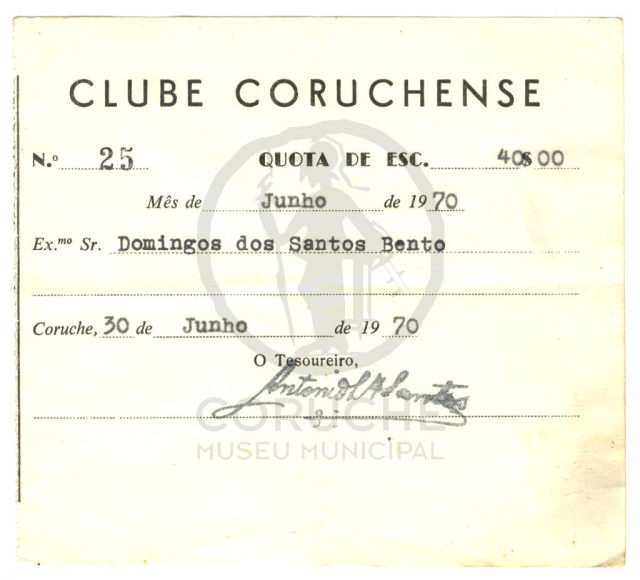 CLUBE CORUCHENSE
N.º 25 QUOTA DE ESC. 40$00
Mês de Junho de 1970
Ex.mo Sr. Domingos dos Santos Bento
Coruche, 30 de Junho de 1970
O Tesoureiro,
CORUCHE
MUSEU MUNICIPAL